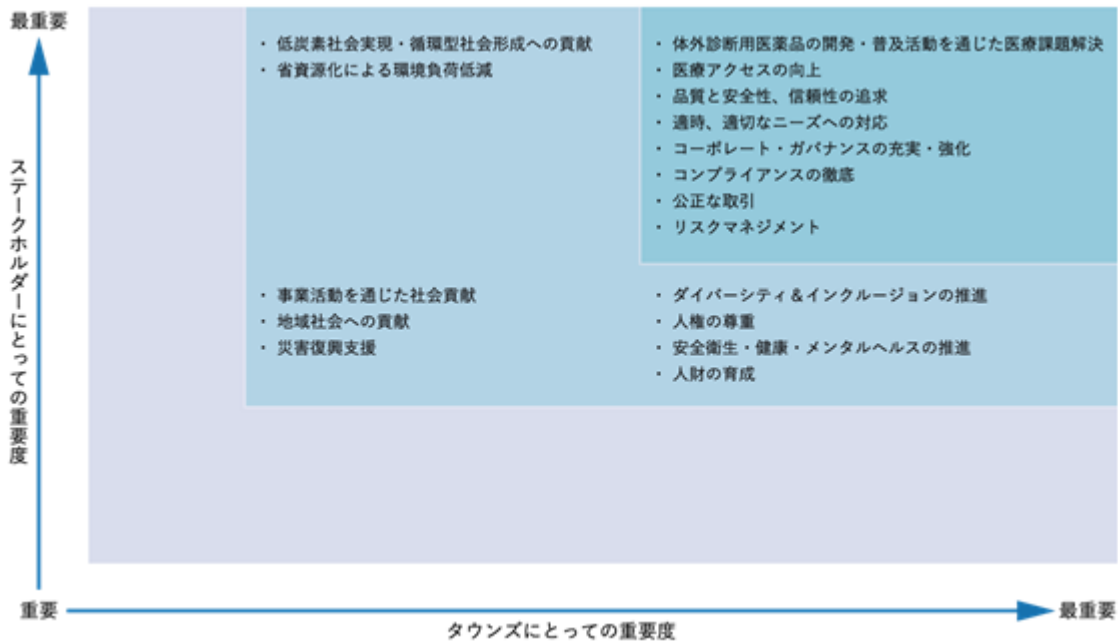 最重要
・ 低炭素社会実現・循環型社会形成への貢献
・ 省資源化による環境負荷低減
・ 体外診断用医薬品の開発・普及活動を通じた医療課題解決
・ 医療アクセスの向上
・ 品質と安全性、信頼性の追求
・ 適時、適切なニーズへの対応
・ コーポレート・ガバナンスの充実・強化
・ コンプライアンスの徹底
・ 公正な取引
・ リスクマネジメント
ステークホルダーにとっての重要度
・ 事業活動を通じた社会貢献
・ 地域社会への貢献
・ 災害復興支援
・ ダイバーシティ＆インクルージョンの推進
・ 人権の尊重
・ 安全衛生・健康・メンタルヘルスの推進
・ 人財の育成
重要
最重要
タウンズにとっての重要度